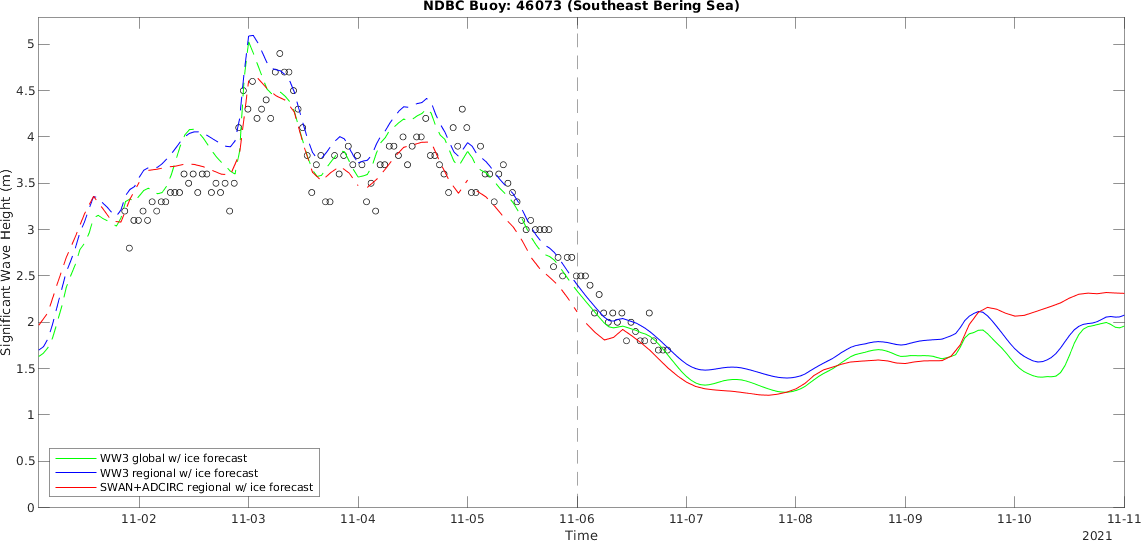 NDBC Buoy: 46073 (Southeast Bering Sea)
Significant Wave Height (m)
5
4.5
4
3.5
3
2.5
2
1.5
1
0.5
0
WW3 global w/ ice forecast
WW3 regional w/ ice forecast
SWAN+ADCIRC regional w/ ice forecast
11-02 11-03 11-04 11-05 11-06 11-07 11-08 11-09 11-10 11-11
Time
2021